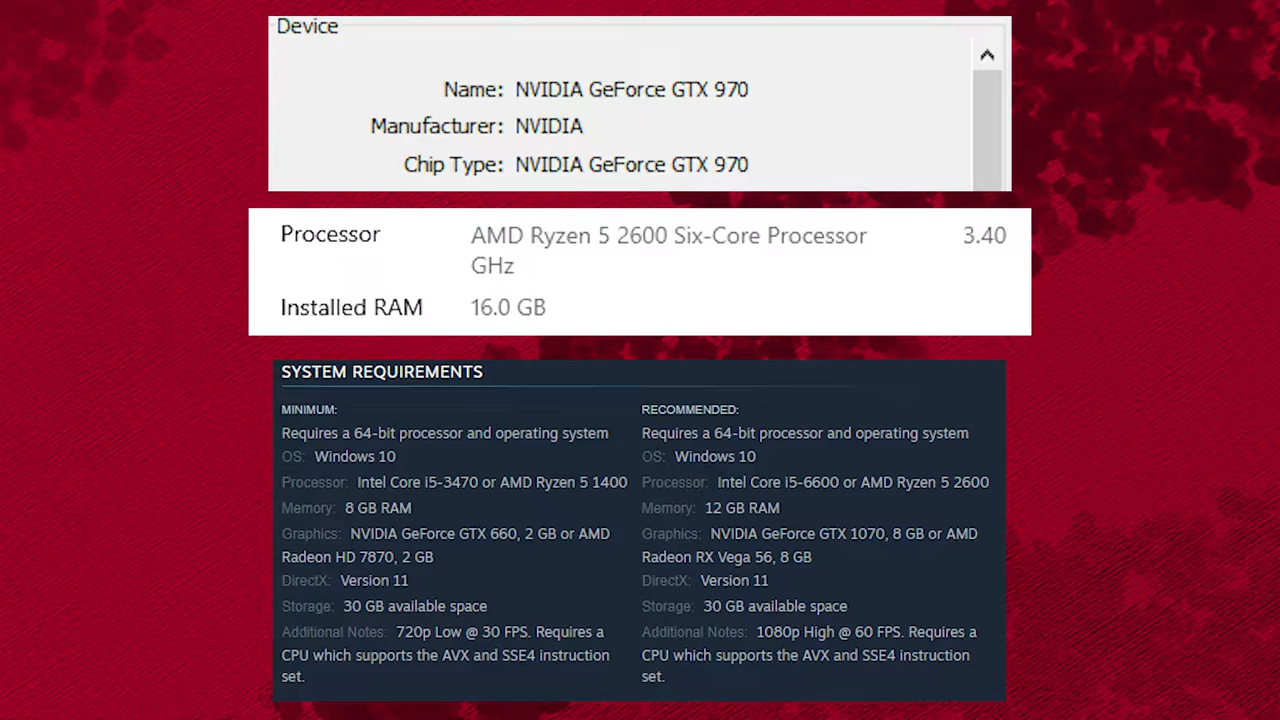 Device
Name: NVIDIA GeForce GTX 970
Manufacturer: NVIDIA
Chip Type: NVIDIA GeForce GTX 970
Processor AMD Ryzen 5 2600 Six-Core Processor 3.40
GHz
Installed RAM 16.0 GB
SYSTEM REQUIREMENTS
MINIMUM:
Requires a 64-bit processor and operating system
OS: Windows 10
Processor: Intel Core i5-3470 or AMD Ryzen 5 1400
Memory: 8 GB RAM
Graphics: NVIDIA GeForce GTX 660, 2 GB or AMD
Radeon HD 7870, 2 GB
DirectX: Version 11
Storage: 30 GB available space
Additional Notes: 720p Low @ 30 FPS. Requires a
CPU which supports the AVX and SSE4 instruction
set.
RECOMMENDED:
Requires a 64-bit processor and operating system
OS: Windows 10
Processor: Intel Core i5-6600 or AMD Ryzen 5 2600
Memory: 12 GB RAM
Graphics: NVIDIA GeForce GTX 1070, 8 GB or AMD
Radeon RX Vega 56, 8 GB
DirectX: Version 11
Storage: 30 GB available space
Additional Notes: 1080p High @ 60 FPS. Requires a
CPU which supports the AVX and SSE4 instruction
set.